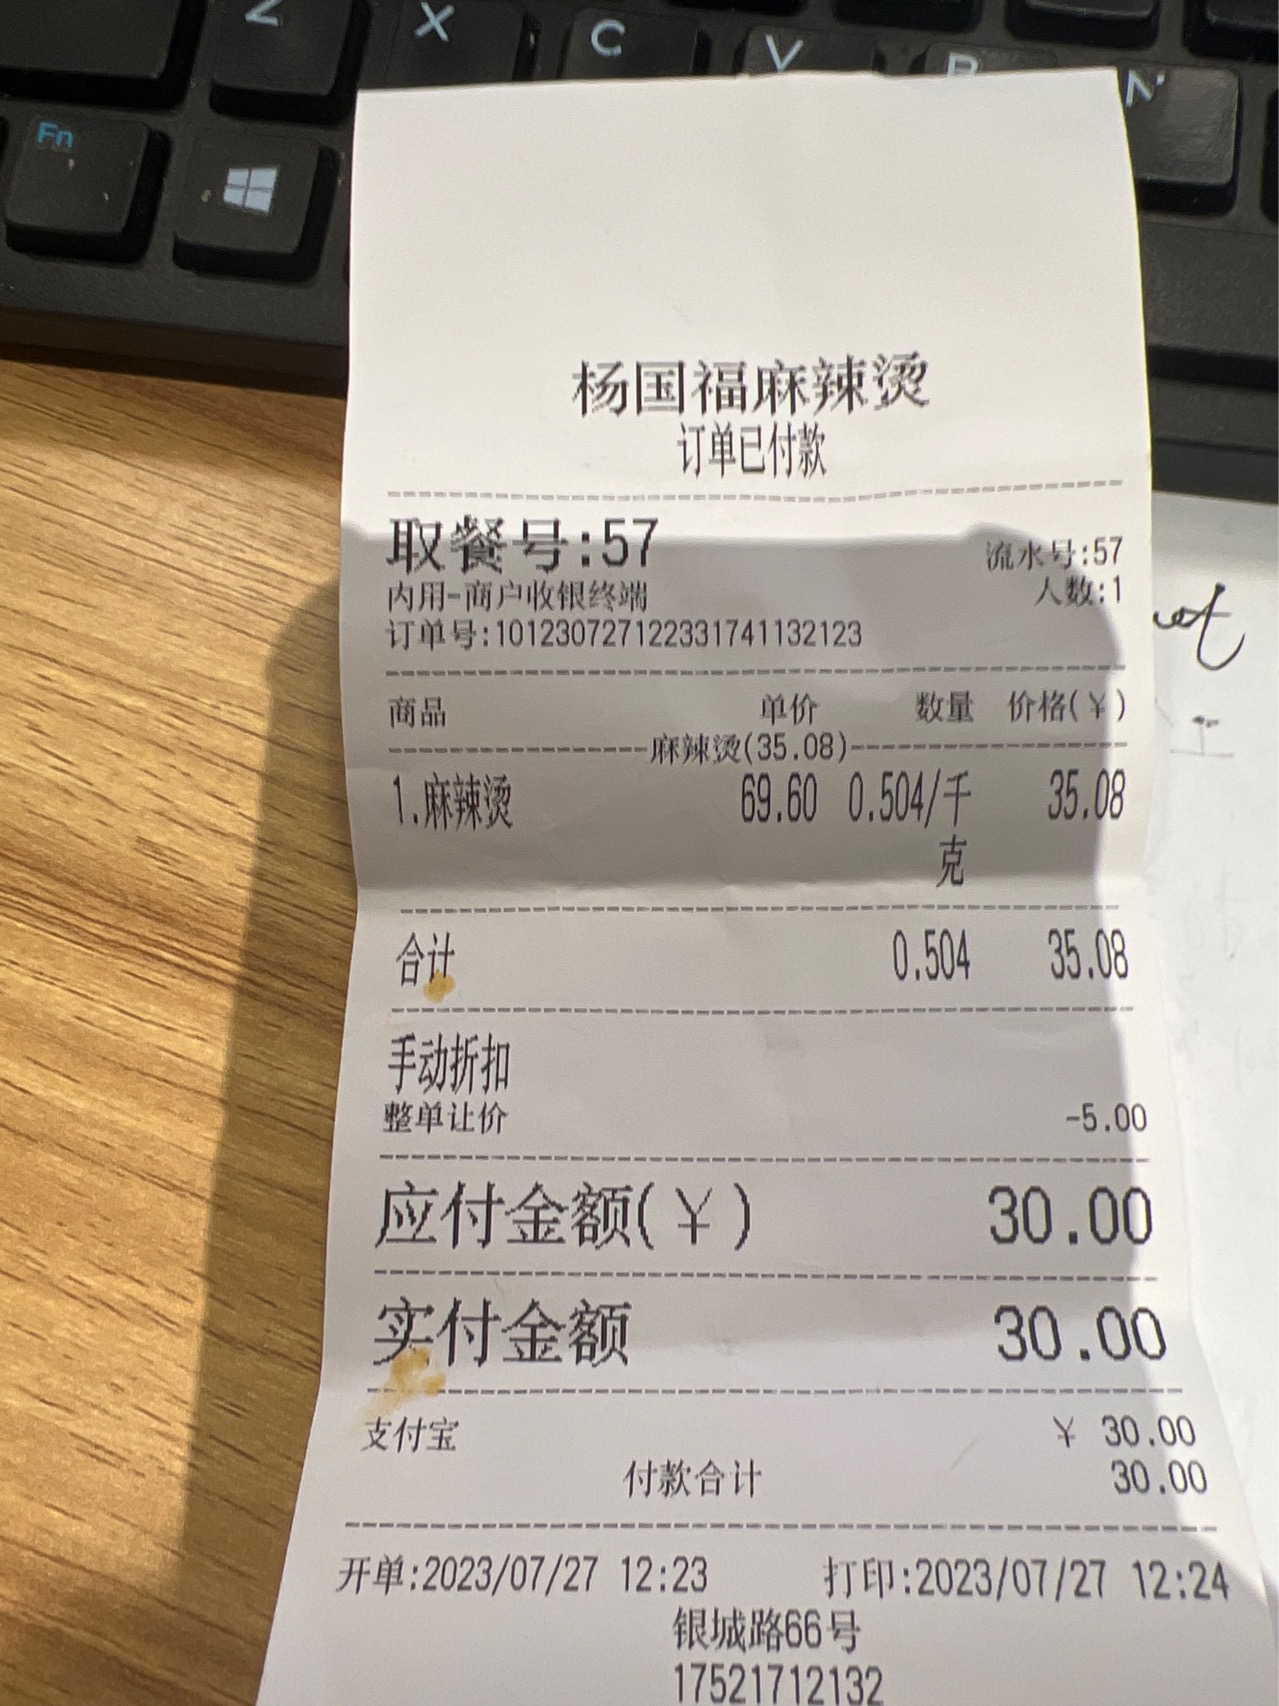 Z X C V B N
Fn
杨国福麻辣烫
订单已付款
取餐号:57
流水号:57
内用-商户收银终端
人数:1
订单号:101230727122331741132123
商品 单价 数量 价格(¥)
麻辣烫(35.08)
1.麻辣烫 69.60 0.504/千克 35.08
合计 0.504 35.08
手动折扣
整单让价 -5.00
应付金额(¥) 30.00
实付金额 30.00
支付宝 ¥ 30.00
付款合计 30.00
开单:2023/07/27 12:23 打印:2023/07/27 12:24
银城路66号
17521712132